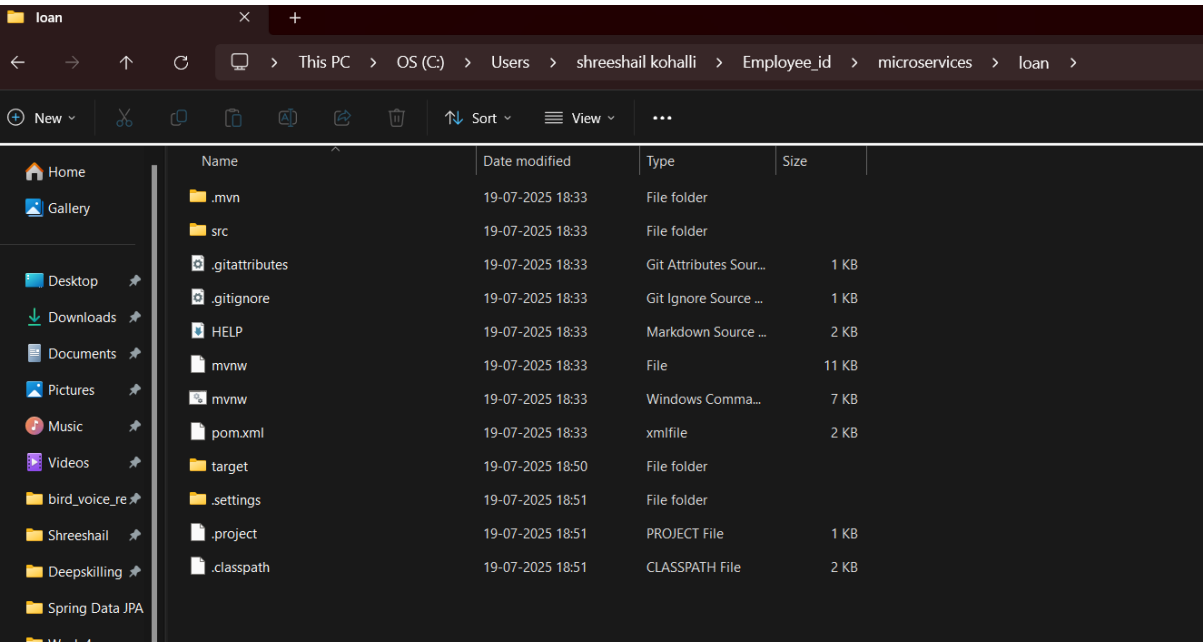 loan
This PC > OS (C:) > Users > shreeshail kohalli > Employee_id > microservices > loan >
New Sort View
Name Date modified Type Size
Home
Gallery
Desktop
Downloads
Documents
Pictures
Music
Videos
bird_voice_re
Shreeshail
Deepskilling
Spring Data JPA
.mvn 19-07-2025 18:33 File folder
src 19-07-2025 18:33 File folder
.gitattributes 19-07-2025 18:33 Git Attributes Sour... 1 KB
.gitignore 19-07-2025 18:33 Git Ignore Source ... 1 KB
HELP 19-07-2025 18:33 Markdown Source ... 2 KB
mvnw 19-07-2025 18:33 File 11 KB
mvnw 19-07-2025 18:33 Windows Comma... 7 KB
pom.xml 19-07-2025 18:33 xmlfile 2 KB
target 19-07-2025 18:50 File folder
.settings 19-07-2025 18:51 File folder
.project 19-07-2025 18:51 PROJECT File 1 KB
.classpath 19-07-2025 18:51 CLASSPATH File 2 KB